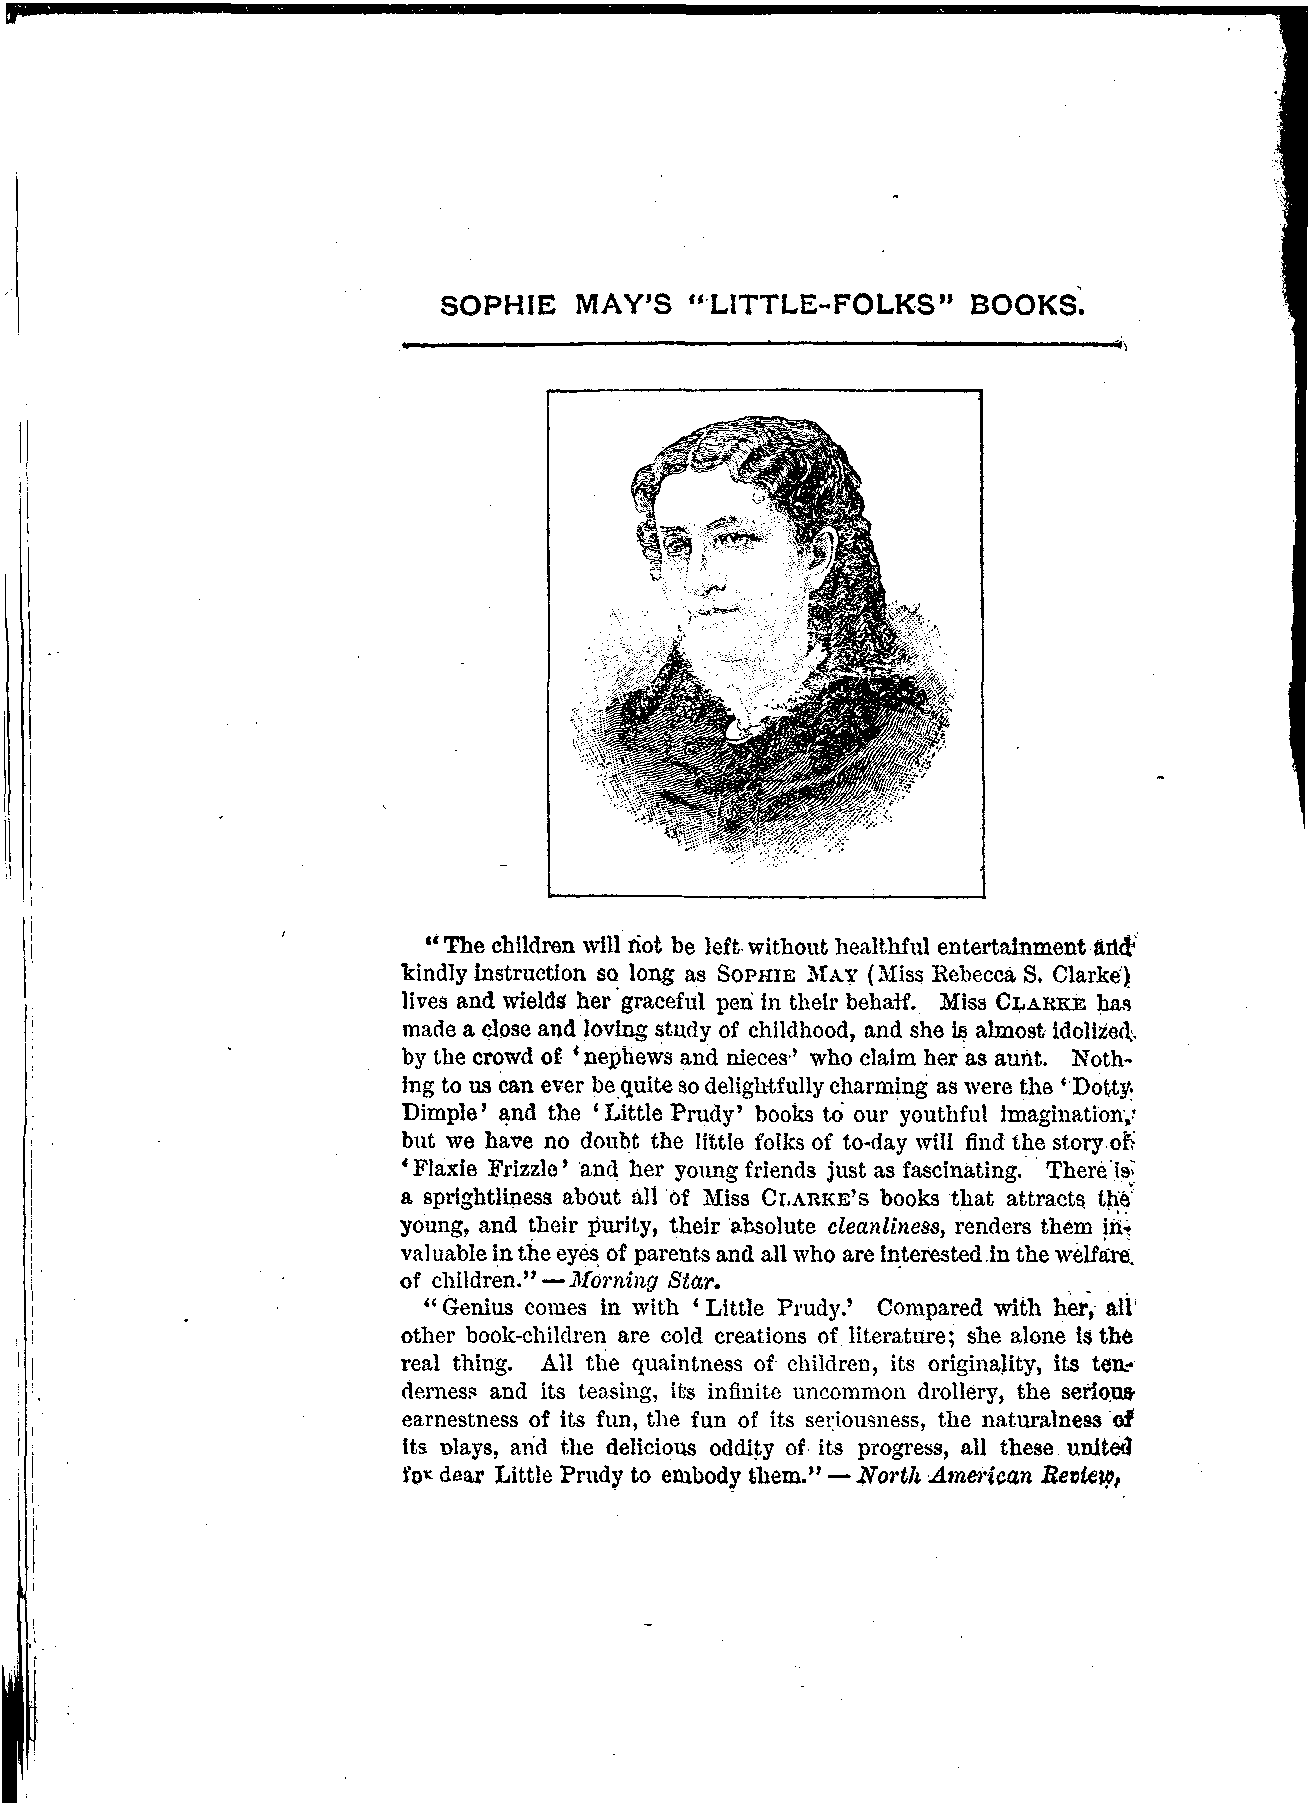 SOPHIE MAY'S "LITTLE-FOLKS" BOOKS.
"The children will not be left without healthful entertainment and
kindly instruction so long as SOPHIE MAY (Miss Rebecca S. Clarke)
lives and wields her graceful pen in their behalf. Miss CLARKE has
made a close and loving study of childhood, and she is almost idolized
by the crowd of 'nephews and nieces' who claim her as aunt. Noth-
ing to us can ever be quite so delightfully charming as were the 'Dotty
Dimple' and the 'Little Prudy' books to our youthful imagination,
but we have no doubt the little folks of to-day will find the story of
'Flaxie Frizzle' and her young friends just as fascinating. There is
a sprightliness about all of Miss CLARKE'S books that attracts the
young, and their purity, their absolute cleanliness, renders them in-
valuable in the eyes of parents and all who are interested in the welfare
of children." — Morning Star.
"Genius comes in with 'Little Prudy.' Compared with her, all
other book-children are cold creations of literature; she alone is the
real thing. All the quaintness of children, its originality, its ten-
derness and its teasing, its infinite uncommon drollery, the serious
earnestness of its fun, the fun of its seriousness, the naturalness of
its plays, and the delicious oddity of its progress, all these united
for dear Little Prudy to embody them." — North American Review.